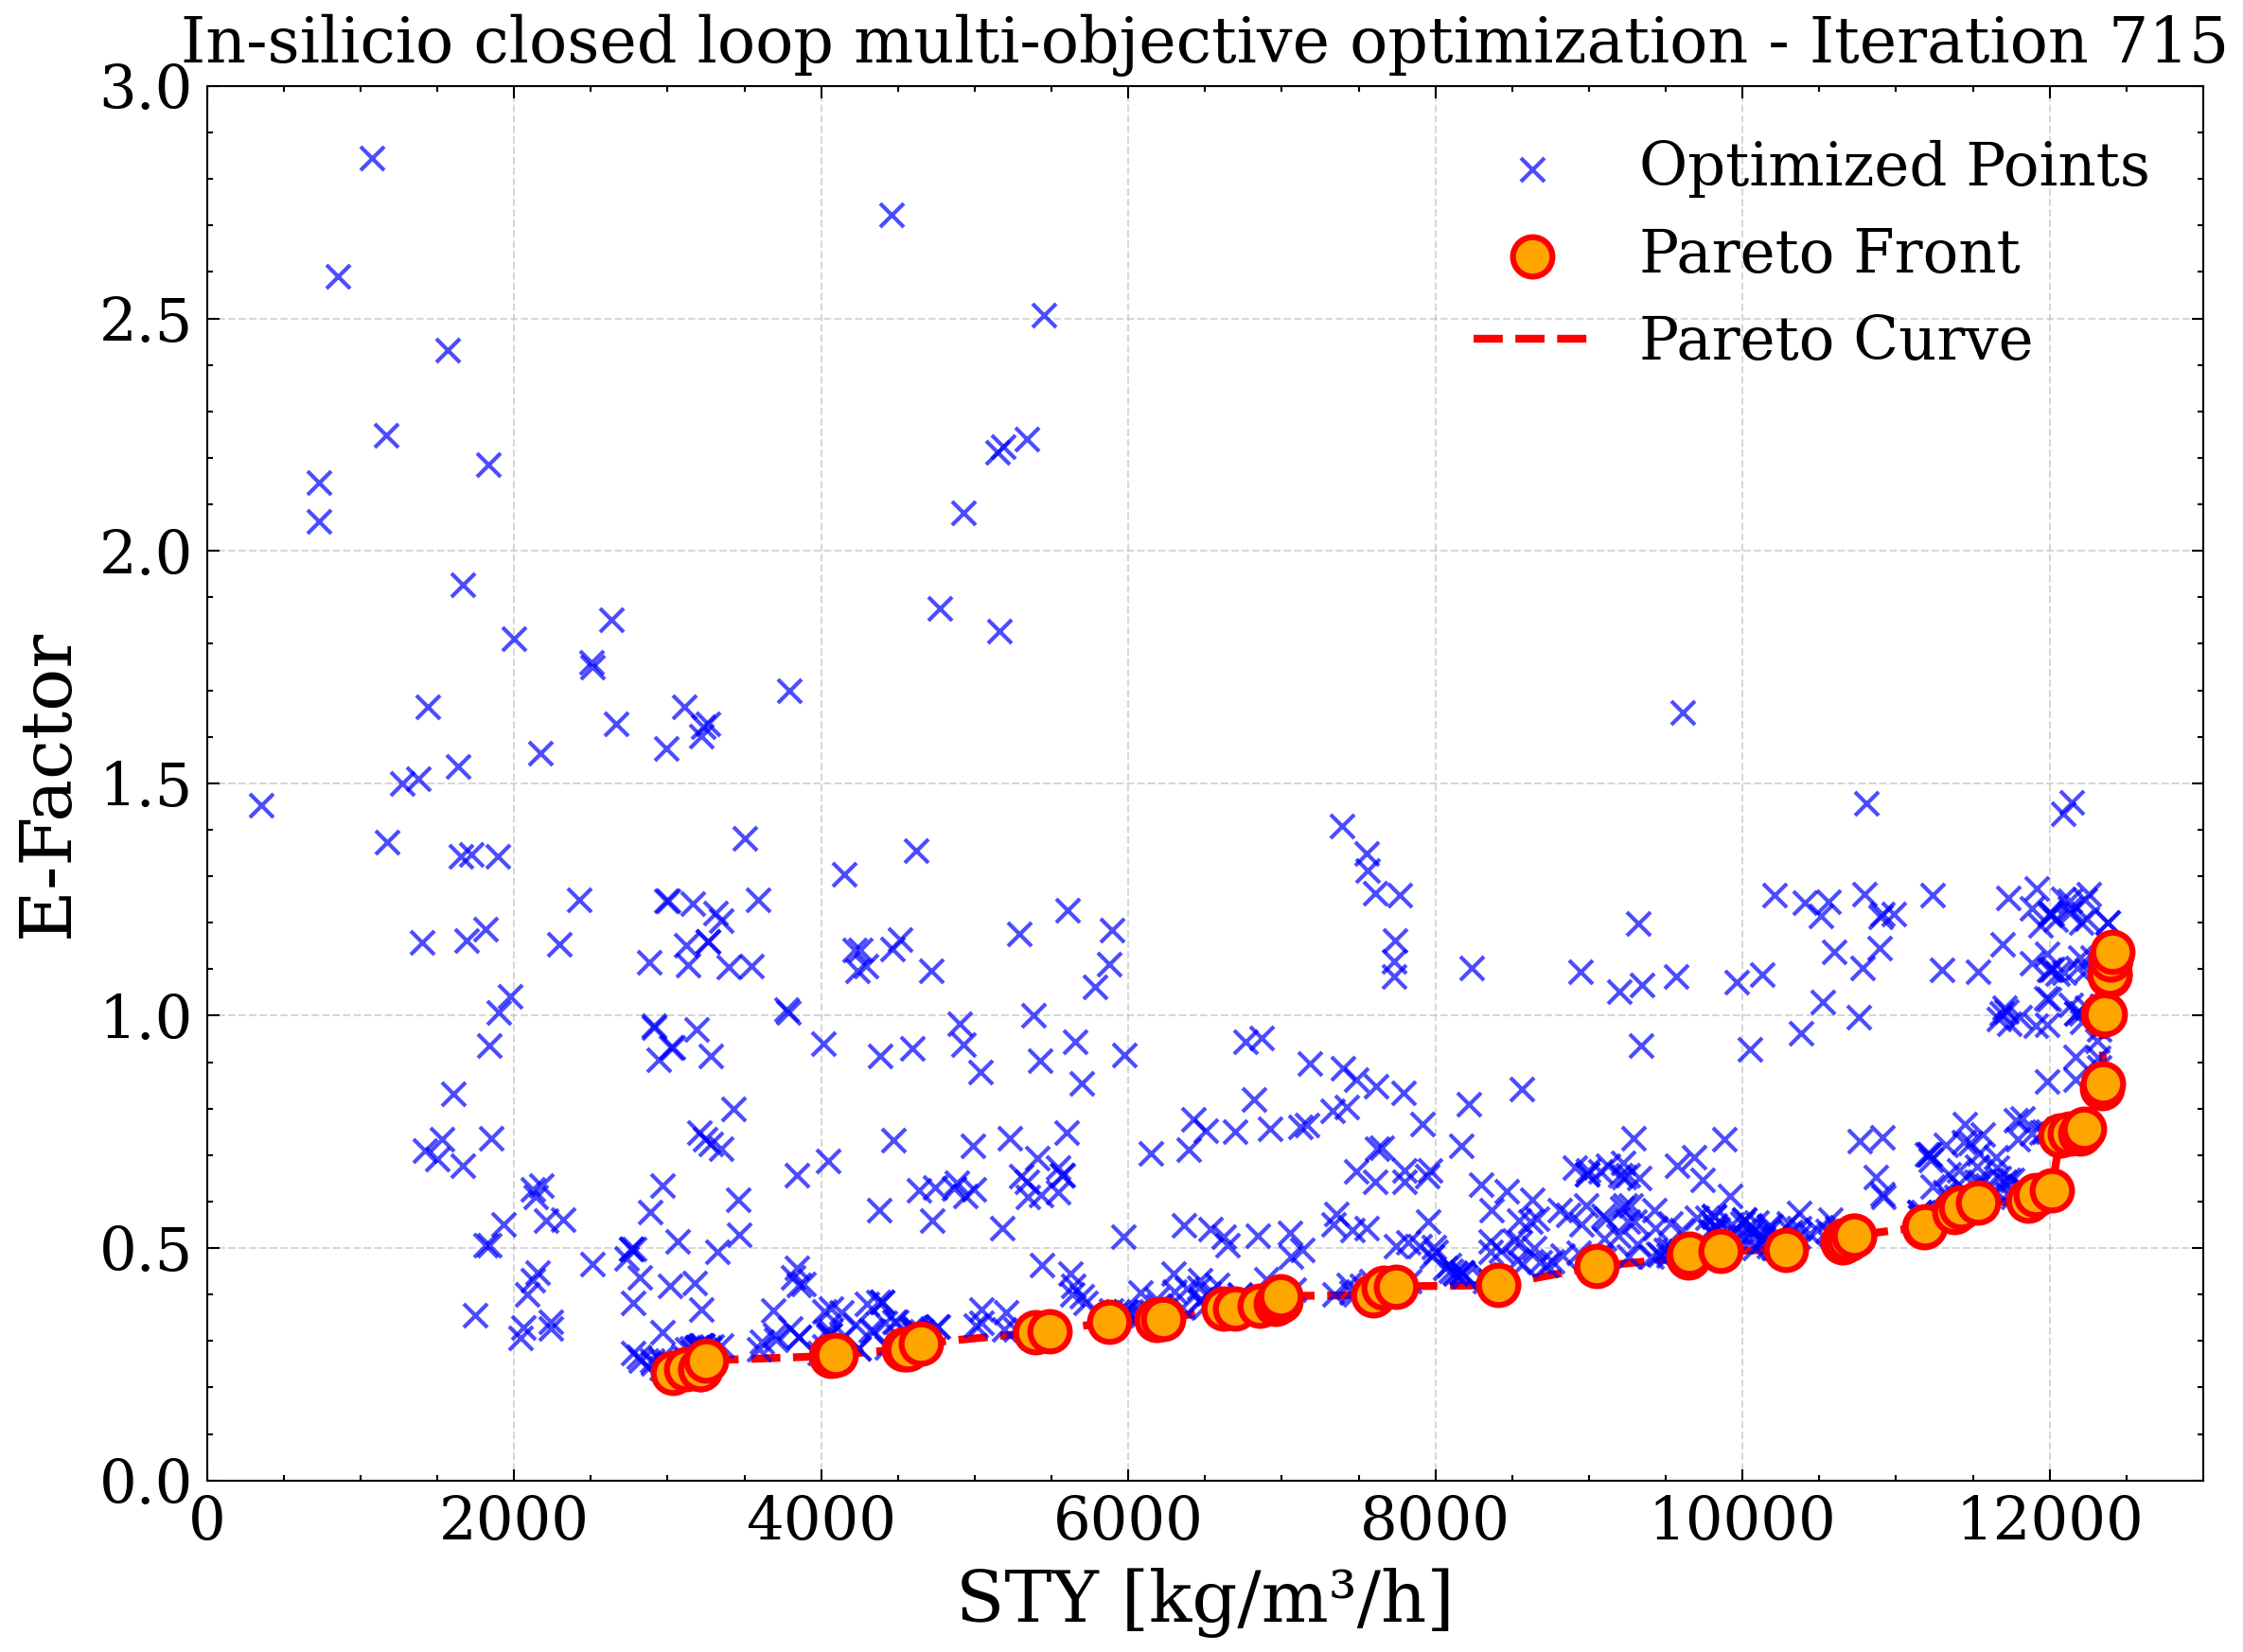 In-silicio closed loop multi-objective optimization - Iteration 715
3.0
2.5
2.0
1.5
1.0
0.5
0.0
E-Factor
Optimized Points
Pareto Front
Pareto Curve
0 2000 4000 6000 8000 10000 12000
STY [kg/m³/h]